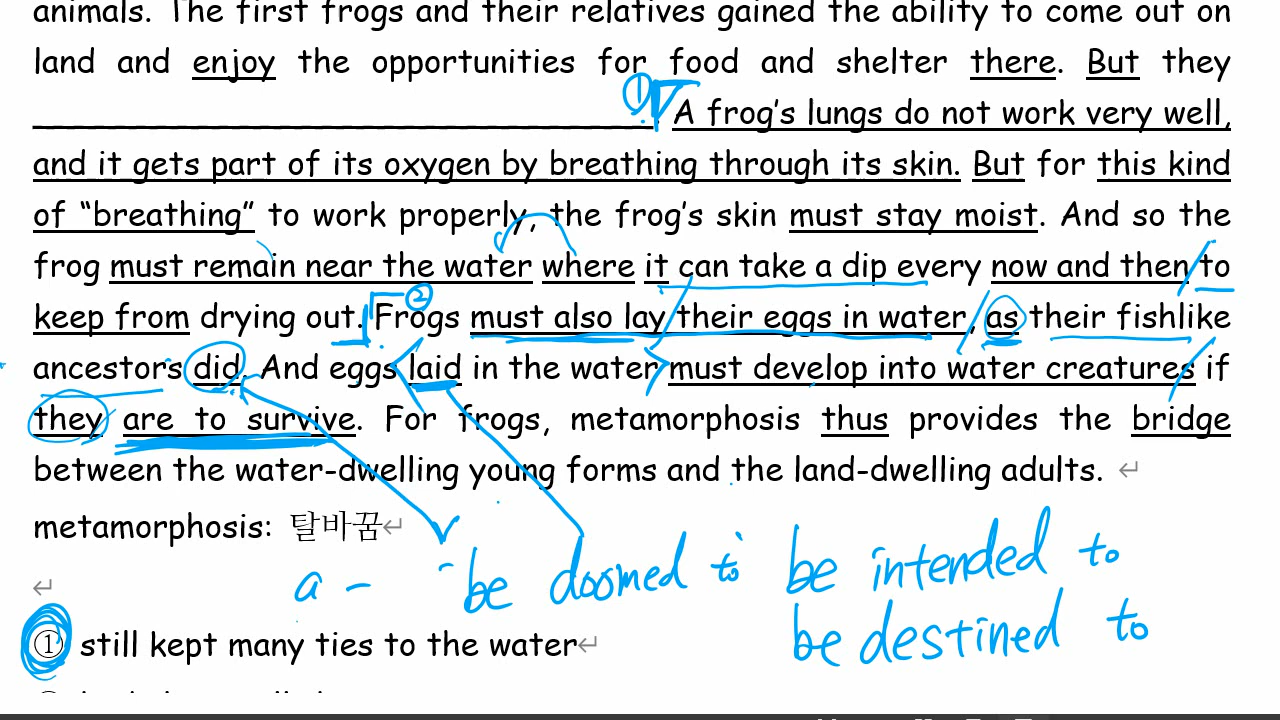 animals. The first frogs and their relatives gained the ability to come out on
land and enjoy the opportunities for food and shelter there. But they
______________________________. ① A frog's lungs do not work very well,
and it gets part of its oxygen by breathing through its skin. But for this kind
of “breathing” to work properly, the frog's skin must stay moist. And so the
frog must remain near the water where it can take a dip every now and then to
keep from drying out. ② Frogs must also lay their eggs in water, as their fishlike
ancestors did. And eggs laid in the water must develop into water creatures if
they are to survive. For frogs, metamorphosis thus provides the bridge
between the water-dwelling young forms and the land-dwelling adults. ↵
metamorphosis: 탈바꿈↵
a - be doomed to be intended to
↵
be destined to
① still kept many ties to the water↵